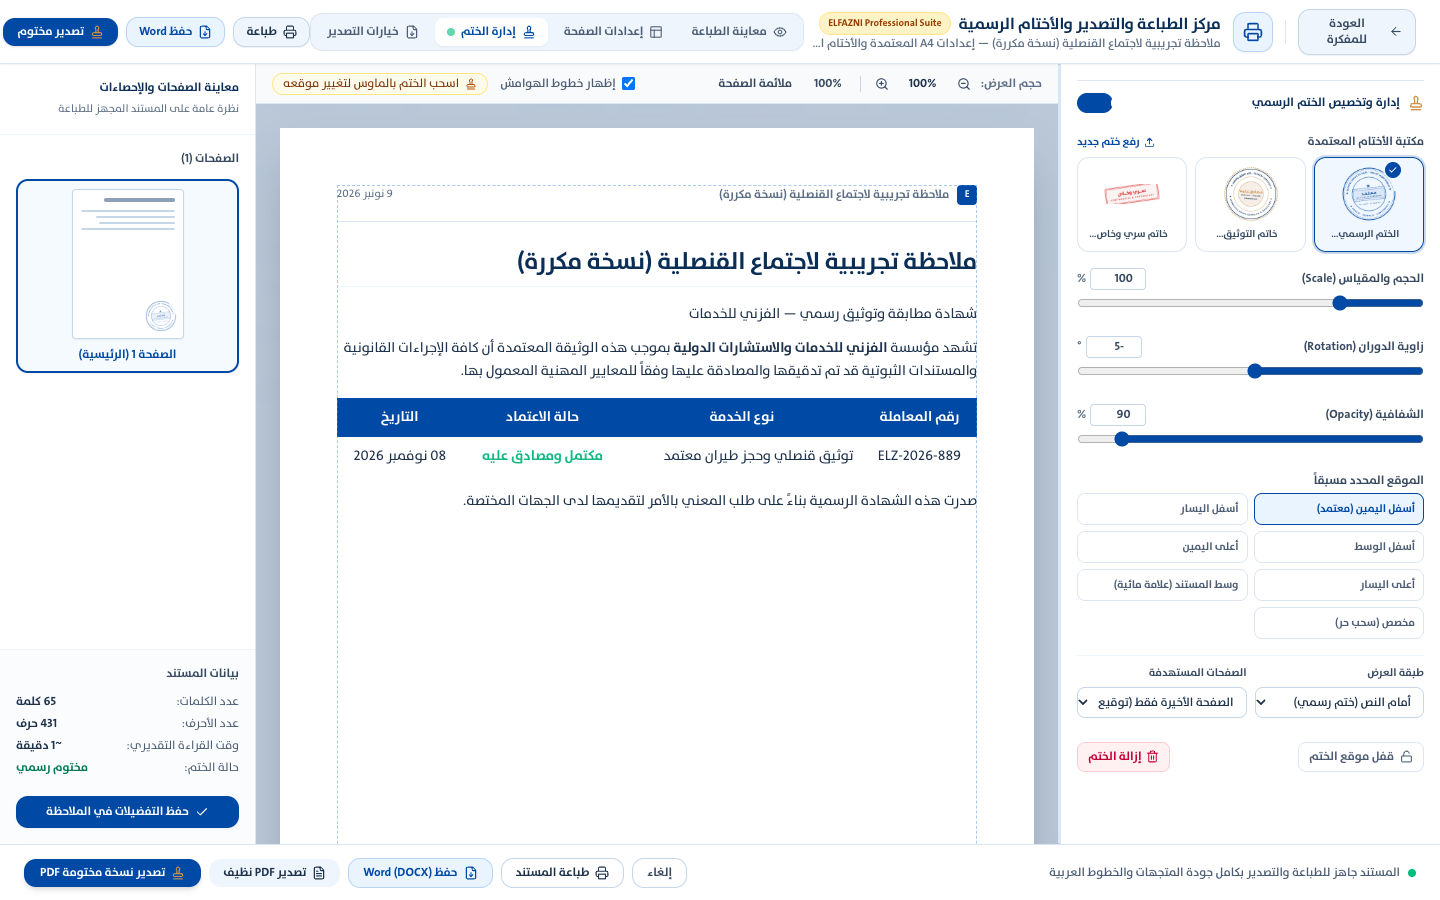 العودة للمفكرة
مركز الطباعة والتصدير والأختام الرسمية
ELFAZNI Professional Suite
ملاحظة تجريبية لاجتماع القنصلية (نسخة مكررة) — إعدادات A4 المعتمدة والأختام ا...
معاينة الطباعة
إعدادات الصفحة
إدارة الختم
خيارات التصدير
طباعة
حفظ Word
تصدير مختوم
إدارة وتخصيص الختم الرسمي
مكتبة الأختام المعتمدة
رفع ختم جديد
الختم الرسمي...
خاتم التوثيق...
خاتم سري وخاص...
الحجم والمقياس (Scale)
100 %
زاوية الدوران (Rotation)
-5 °
الشفافية (Opacity)
90 %
الموقع المحدد مسبقاً
أسفل اليمين (معتمد)
أسفل اليسار
أسفل الوسط
أعلى اليمين
أعلى اليسار
وسط المستند (علامة مائية)
مخصص (سحب حر)
طبقة العرض
الصفحات المستهدفة
أمام النص (ختم رسمي)
الصفحة الأخيرة فقط (توقيع
قفل موقع الختم
إزالة الختم
حجم العرض:
100%
100%
ملائمة الصفحة
إظهار خطوط الهوامش
اسحب الختم بالماوس لتغيير موقعه
E
ملاحظة تجريبية لاجتماع القنصلية (نسخة مكررة)
9 نونبر 2026
ملاحظة تجريبية لاجتماع القنصلية (نسخة مكررة)
شهادة مطابقة وتوثيق رسمي — الفزني للخدمات
تشهد مؤسسة الفزني للخدمات والاستشارات الدولية بموجب هذه الوثيقة المعتمدة أن كافة الإجراءات القانونية
والمستندات الثبوتية قد تم تدقيقها والمصادقة عليها وفقاً للمعايير المهنية المعمول بها.
رقم المعاملة
نوع الخدمة
حالة الاعتماد
التاريخ
ELZ-2026-889
توثيق قنصلي وحجز طيران معتمد
مكتمل ومصادق عليه
08 نوفمبر 2026
صدرت هذه الشهادة الرسمية بناءً على طلب المعني بالأمر لتقديمها لدى الجهات المختصة.
معاينة الصفحات والإحصاءات
نظرة عامة على المستند المجهز للطباعة
الصفحات (1)
الصفحة 1 (الرئيسية)
بيانات المستند
عدد الكلمات: 65 كلمة
عدد الأحرف: 431 حرف
وقت القراءة التقديري: ~1 دقيقة
حالة الختم: مختوم رسمي
حفظ التفضيلات في الملاحظة
المستند جاهز للطباعة والتصدير بكامل جودة المتجهات والخطوط العربية
إلغاء
طباعة المستند
حفظ Word (DOCX)
تصدير PDF نظيف
تصدير نسخة مختومة PDF